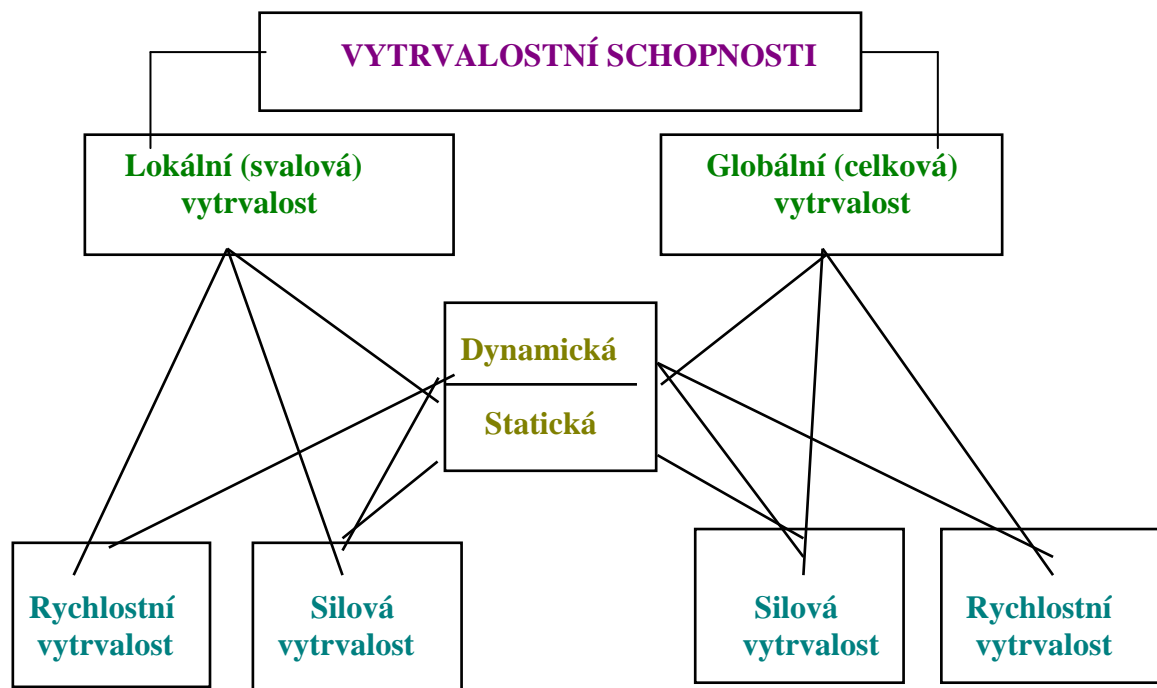 VYTRVALOSTNÍ SCHOPNOSTI
Lokální (svalová)
vytrvalost
Globální (celková)
vytrvalost
Dynamická
Statická
Rychlostní
vytrvalost
Silová
vytrvalost
Silová
vytrvalost
Rychlostní
vytrvalost